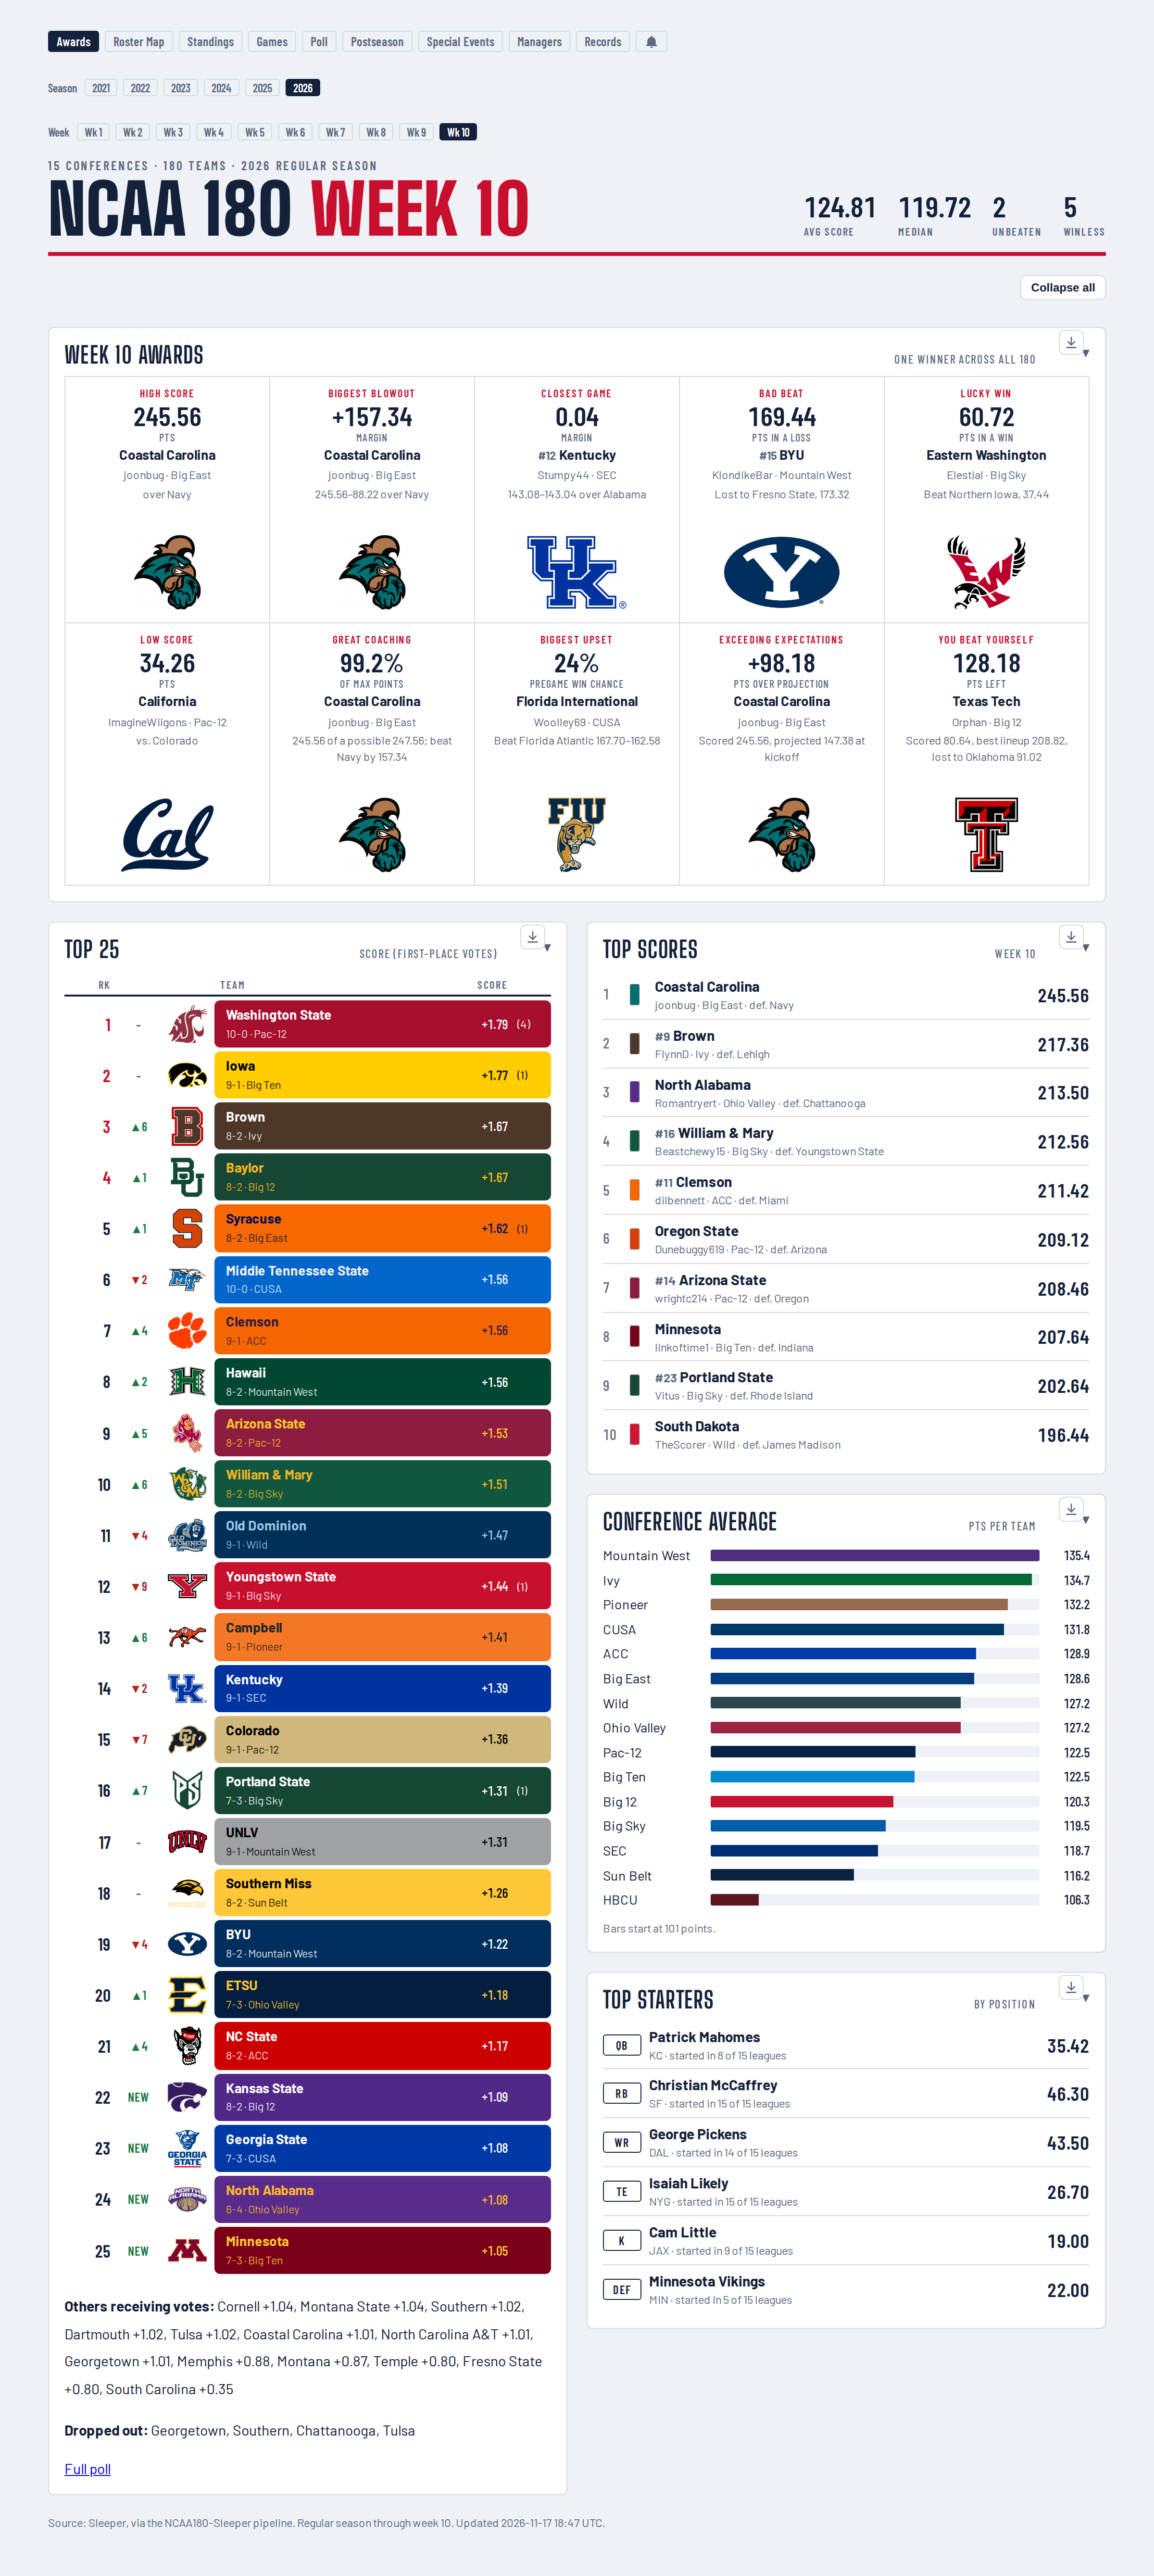 Awards Roster Map Standings Games Poll Postseason Special Events Managers Records
Season 2021 2022 2023 2024 2025 2026
Week Wk 1 Wk 2 Wk 3 Wk 4 Wk 5 Wk 6 Wk 7 Wk 8 Wk 9 Wk 10
15 CONFERENCES · 180 TEAMS · 2026 REGULAR SEASON
NCAA 180 WEEK 10
124.81 119.72 2 5
AVG SCORE MEDIAN UNBEATEN WINLESS
Collapse all
WEEK 10 AWARDS
ONE WINNER ACROSS ALL 180
HIGH SCORE
245.56
PTS
Coastal Carolina
joonbug · Big East
over Navy
BIGGEST BLOWOUT
+157.34
MARGIN
Coastal Carolina
joonbug · Big East
245.56–88.22 over Navy
CLOSEST GAME
0.04
MARGIN
#12 Kentucky
Stumpy44 · SEC
143.08–143.04 over Alabama
BAD BEAT
169.44
PTS IN A LOSS
#15 BYU
KlondikeBar · Mountain West
Lost to Fresno State, 173.32
LUCKY WIN
60.72
PTS IN A WIN
Eastern Washington
Elestial · Big Sky
Beat Northern Iowa, 37.44
LOW SCORE
34.26
PTS
California
ImagineWiigons · Pac-12
vs. Colorado
Cal
GREAT COACHING
99.2%
OF MAX POINTS
Coastal Carolina
joonbug · Big East
245.56 of a possible 247.56; beat
Navy by 157.34
BIGGEST UPSET
24%
PREGAME WIN CHANCE
Florida International
Woolley69 · CUSA
Beat Florida Atlantic 167.70–162.58
FIU
EXCEEDING EXPECTATIONS
+98.18
PTS OVER PROJECTION
Coastal Carolina
joonbug · Big East
Scored 245.56, projected 147.38 at
kickoff
YOU BEAT YOURSELF
128.18
PTS LEFT
Texas Tech
Orphan · Big 12
Scored 80.64, best lineup 208.82,
lost to Oklahoma 91.02
TOP 25
SCORE (FIRST-PLACE VOTES)
RK TEAM SCORE
1 - Washington State +1.79 (4)
10-0 · Pac-12
2 - Iowa +1.77 (1)
9-1 · Big Ten
3 ▲6 Brown +1.67
8-2 · Ivy
4 ▲1 Baylor +1.67
8-2 · Big 12
5 ▲1 Syracuse +1.62 (1)
8-2 · Big East
6 ▼2 Middle Tennessee State +1.56
10-0 · CUSA
7 ▲4 Clemson +1.56
9-1 · ACC
8 ▲2 Hawaii +1.56
8-2 · Mountain West
9 ▲5 Arizona State +1.53
8-2 · Pac-12
10 ▲6 William & Mary +1.51
8-2 · Big Sky
11 ▼4 Old Dominion +1.47
9-1 · Wild
12 ▼9 Youngstown State +1.44 (1)
9-1 · Big Sky
13 ▲6 Campbell +1.41
9-1 · Pioneer
14 ▼2 Kentucky +1.39
9-1 · SEC
15 ▼7 Colorado +1.36
9-1 · Pac-12
16 ▲7 Portland State +1.31 (1)
7-3 · Big Sky
17 - UNLV +1.31
9-1 · Mountain West
18 - Southern Miss +1.26
8-2 · Sun Belt
19 ▼4 BYU +1.22
8-2 · Mountain West
20 ▲1 ETSU +1.18
7-3 · Ohio Valley
21 ▲4 NC State +1.17
8-2 · ACC
22 NEW Kansas State +1.09
8-2 · Big 12
23 NEW Georgia State +1.08
7-3 · CUSA
24 NEW North Alabama +1.08
6-4 · Ohio Valley
25 NEW Minnesota +1.05
7-3 · Big Ten
Others receiving votes: Cornell +1.04, Montana State +1.04, Southern +1.02,
Dartmouth +1.02, Tulsa +1.02, Coastal Carolina +1.01, North Carolina A&T +1.01,
Georgetown +1.01, Memphis +0.88, Montana +0.87, Temple +0.80, Fresno State
+0.80, South Carolina +0.35
Dropped out: Georgetown, Southern, Chattanooga, Tulsa
Full poll
TOP SCORES
WEEK 10
1 Coastal Carolina 245.56
joonbug · Big East · def. Navy
2 #9 Brown 217.36
FlynnD · Ivy · def. Lehigh
3 North Alabama 213.50
Romantryert · Ohio Valley · def. Chattanooga
4 #16 William & Mary 212.56
Beastchewy15 · Big Sky · def. Youngstown State
5 #11 Clemson 211.42
dilbennett · ACC · def. Miami
6 Oregon State 209.12
Dunebuggy619 · Pac-12 · def. Arizona
7 #14 Arizona State 208.46
wrightc214 · Pac-12 · def. Oregon
8 Minnesota 207.64
linkoftime1 · Big Ten · def. Indiana
9 #23 Portland State 202.64
Vitus · Big Sky · def. Rhode Island
10 South Dakota 196.44
TheScorer · Wild · def. James Madison
CONFERENCE AVERAGE
PTS PER TEAM
Mountain West 135.4
Ivy 134.7
Pioneer 132.2
CUSA 131.8
ACC 128.9
Big East 128.6
Wild 127.2
Ohio Valley 127.2
Pac-12 122.5
Big Ten 122.5
Big 12 120.3
Big Sky 119.5
SEC 118.7
Sun Belt 116.2
HBCU 106.3
Bars start at 101 points.
TOP STARTERS
BY POSITION
QB Patrick Mahomes 35.42
KC · started in 8 of 15 leagues
RB Christian McCaffrey 46.30
SF · started in 15 of 15 leagues
WR George Pickens 43.50
DAL · started in 14 of 15 leagues
TE Isaiah Likely 26.70
NYG · started in 15 of 15 leagues
K Cam Little 19.00
JAX · started in 9 of 15 leagues
DEF Minnesota Vikings 22.00
MIN · started in 5 of 15 leagues
Source: Sleeper, via the NCAA180-Sleeper pipeline. Regular season through week 10. Updated 2026-11-17 18:47 UTC.